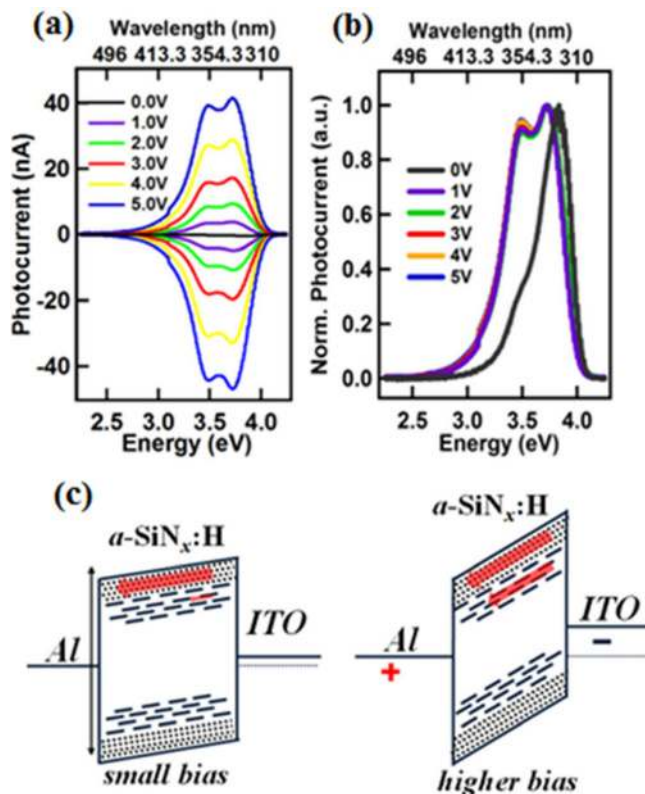 (a)
Wavelength (nm)
496 413.3 354.3 310
Photocurrent (nA)
40
20
0
-20
-40
0.0V
1.0V
2.0V
3.0V
4.0V
5.0V
2.5 3.0 3.5 4.0
Energy (eV)
(b)
Wavelength (nm)
496 413.3 354.3 310
Norm. Photocurrent (a.u.)
1.0
0.8
0.6
0.4
0.2
0.0
0V
1V
2V
3V
4V
5V
2.5 3.0 3.5 4.0
Energy (eV)
(c)
a-SiNx:H
Al
ITO
small bias
a-SiNx:H
Al
+
ITO
−
higher bias